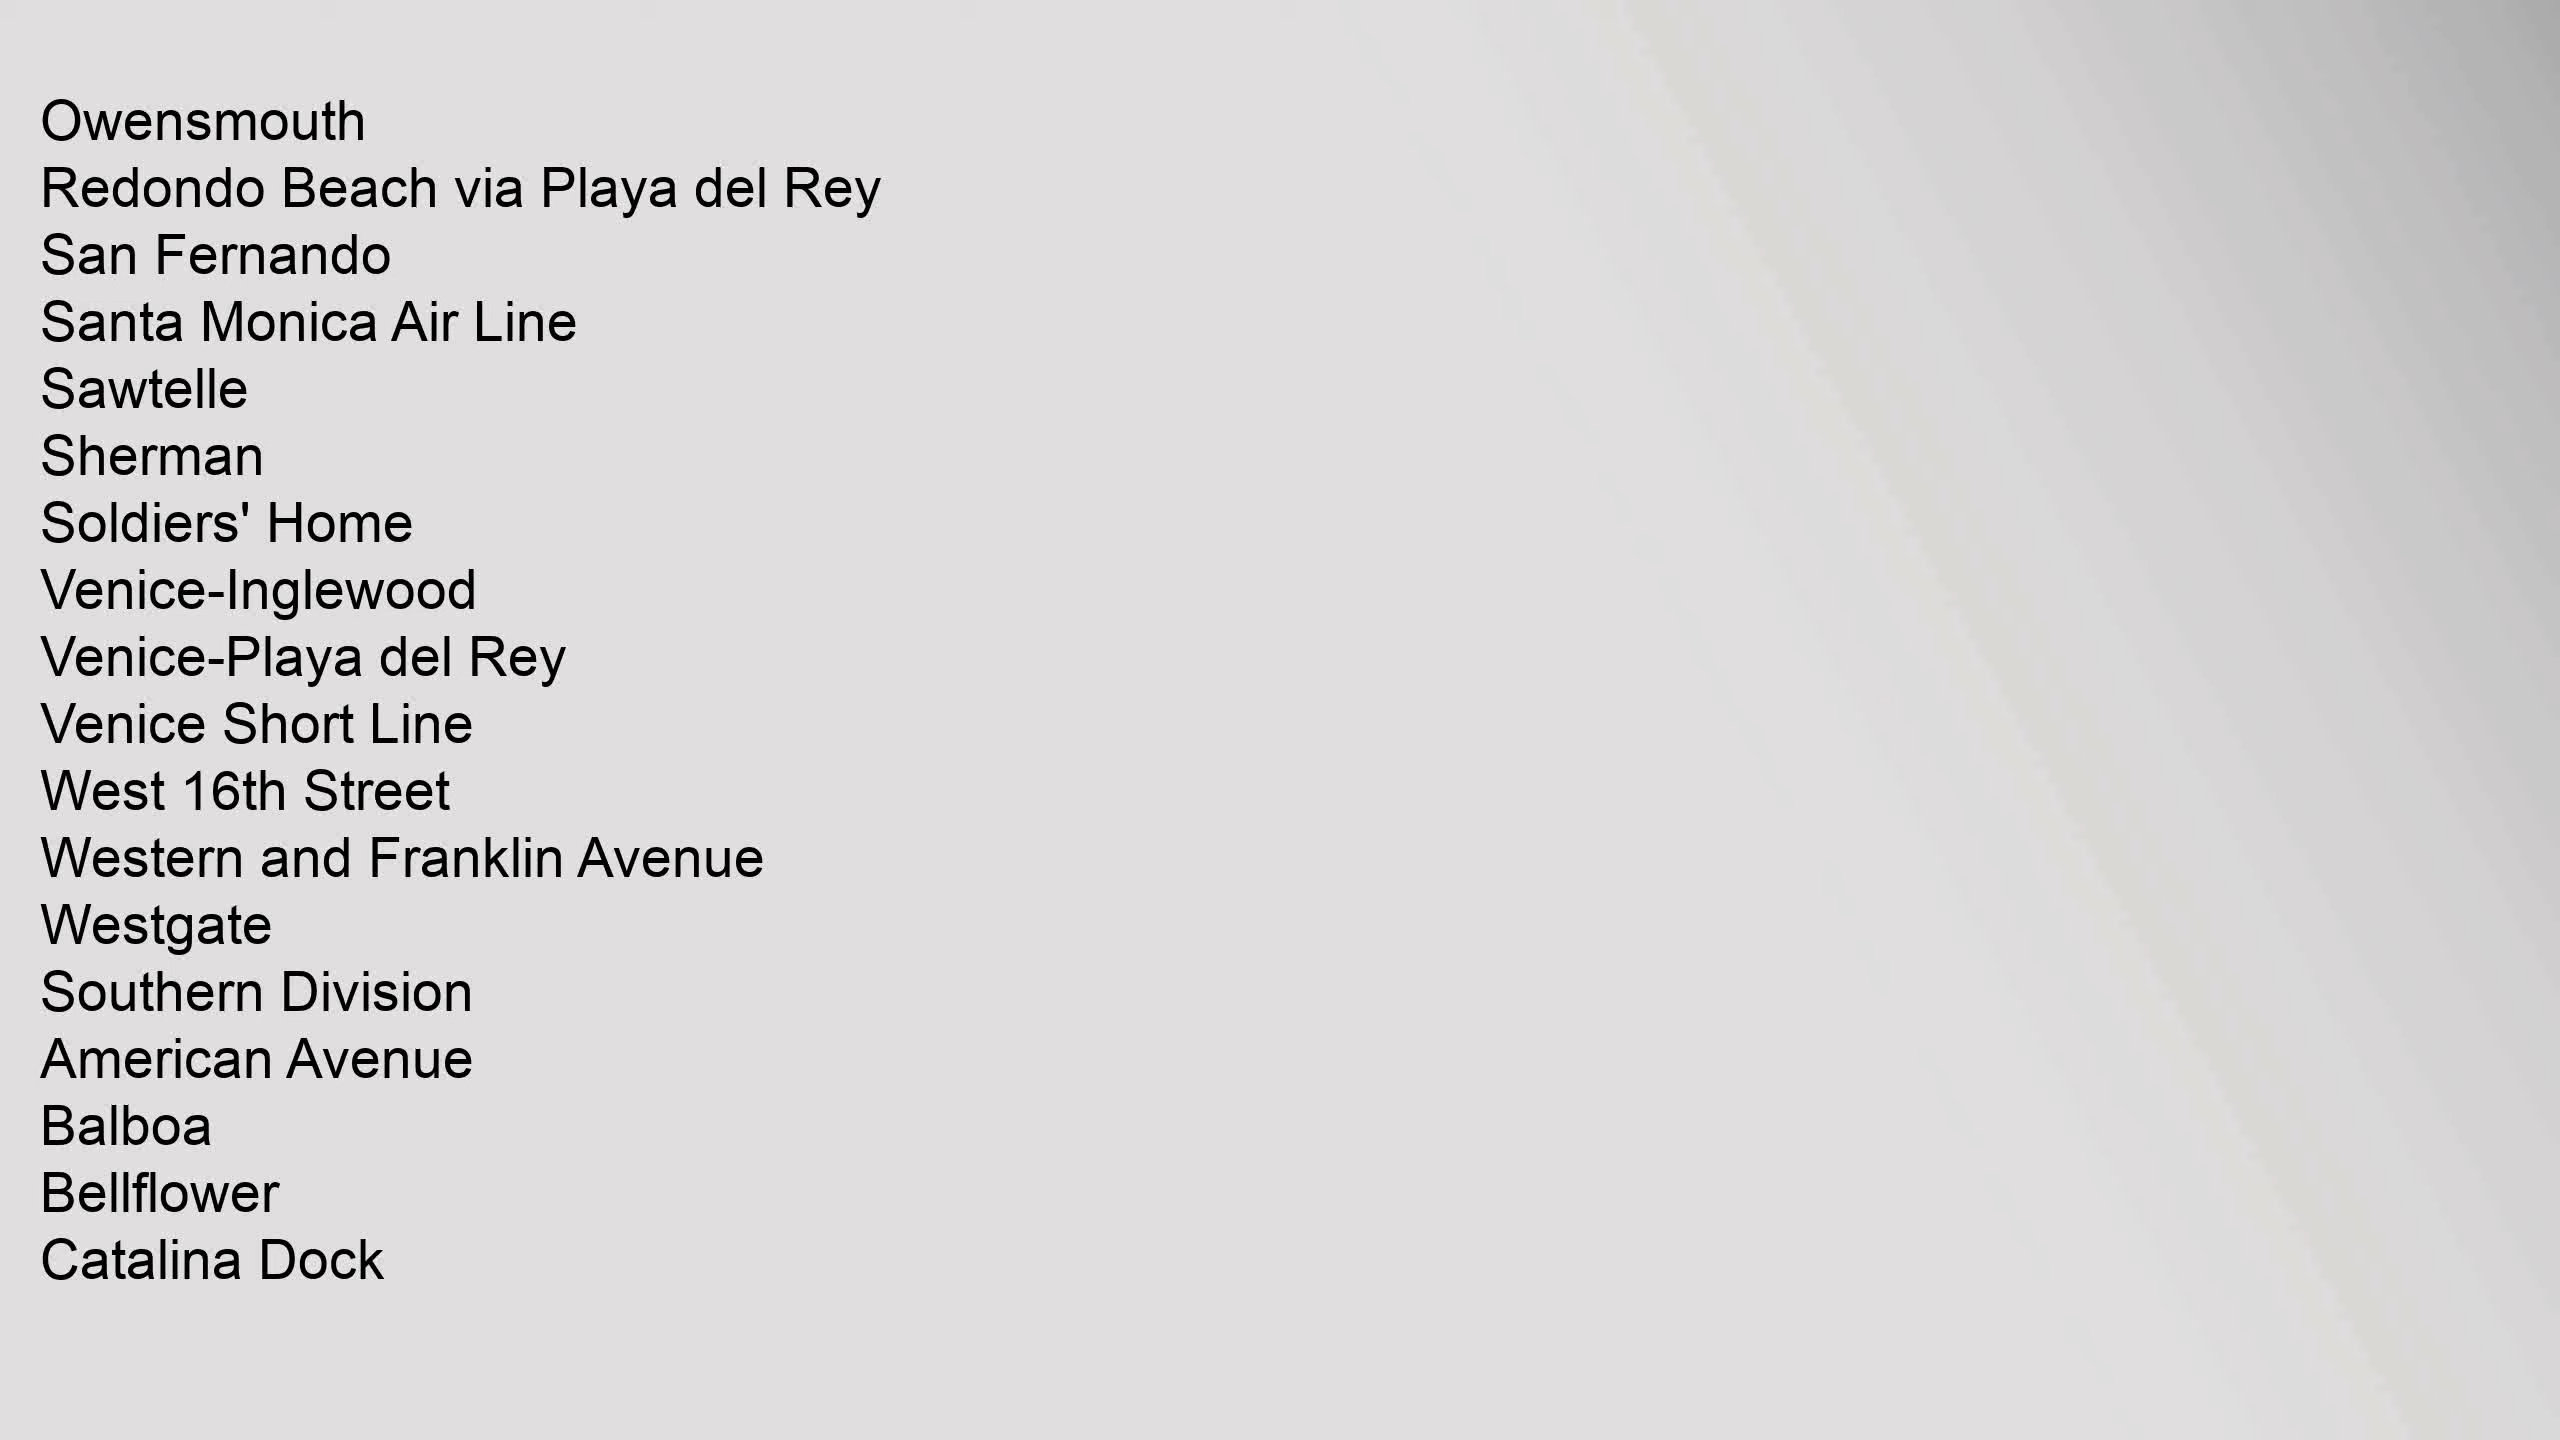 Owensmouth
Redondo Beach via Playa del Rey
San Fernando
Santa Monica Air Line
Sawtelle
Sherman
Soldiers' Home
Venice-Inglewood
Venice-Playa del Rey
Venice Short Line
West 16th Street
Western and Franklin Avenue
Westgate
Southern Division
American Avenue
Balboa
Bellflower
Catalina Dock